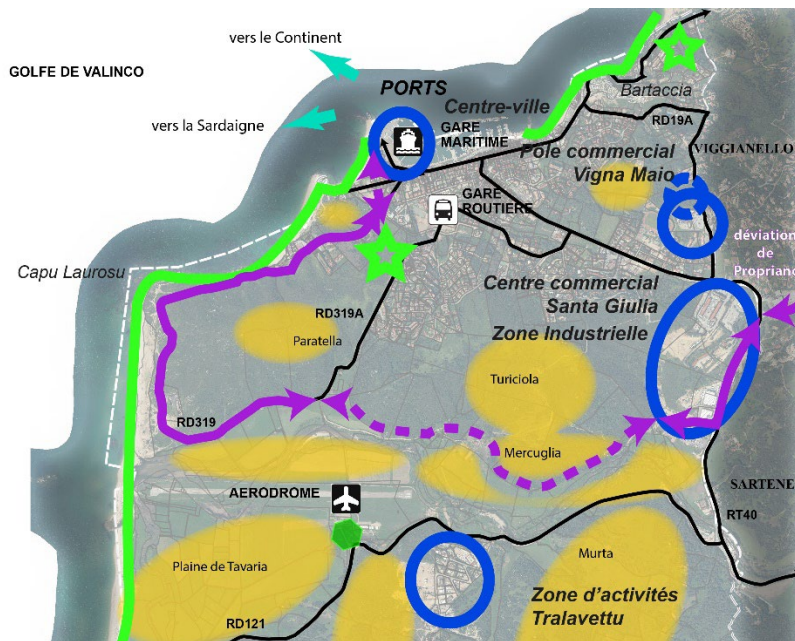 vers le Continent
GOLFE DE VALINCO
PORTS
Bartaccia
Centre-ville
vers la Sardaigne
GARE
MARITIME
RD19A
Pôle commercial
Vigna Maio
VIGGIANELLO
GARE
ROUTIERE
déviation
de
Propriano
Capu Laurosu
Centre commercial
Santa Giulia
Zone Industrielle
RD319A
Paratella
Turiciola
RD319
Mercuglia
AERODROME
SARTENE
RT40
Plaine de Tavaria
Murta
Zone d'activités
Tralavettu
RD121